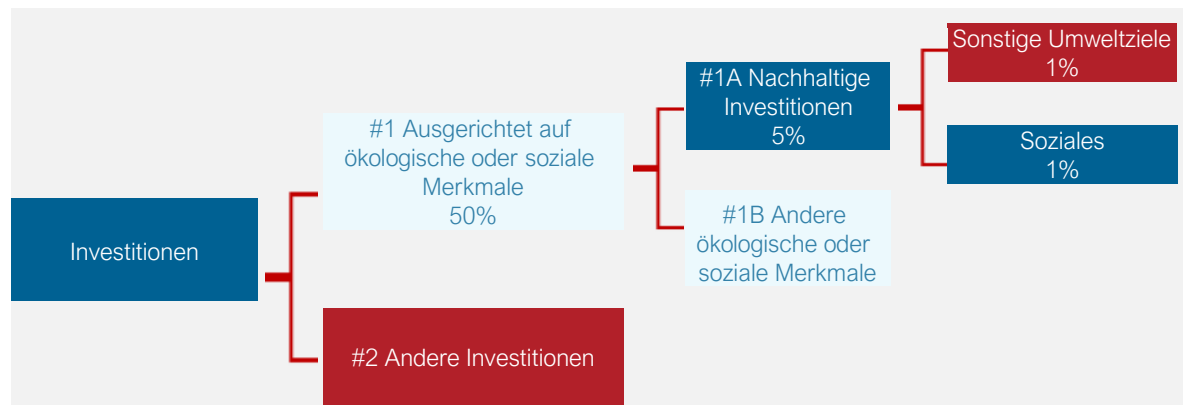 Investitionen
#1 Ausgerichtet auf
ökologische oder soziale
Merkmale
50%
#2 Andere Investitionen
#1A Nachhaltige
Investitionen
5%
#1B Andere
ökologische oder
soziale Merkmale
Sonstige Umweltziele
1%
Soziales
1%